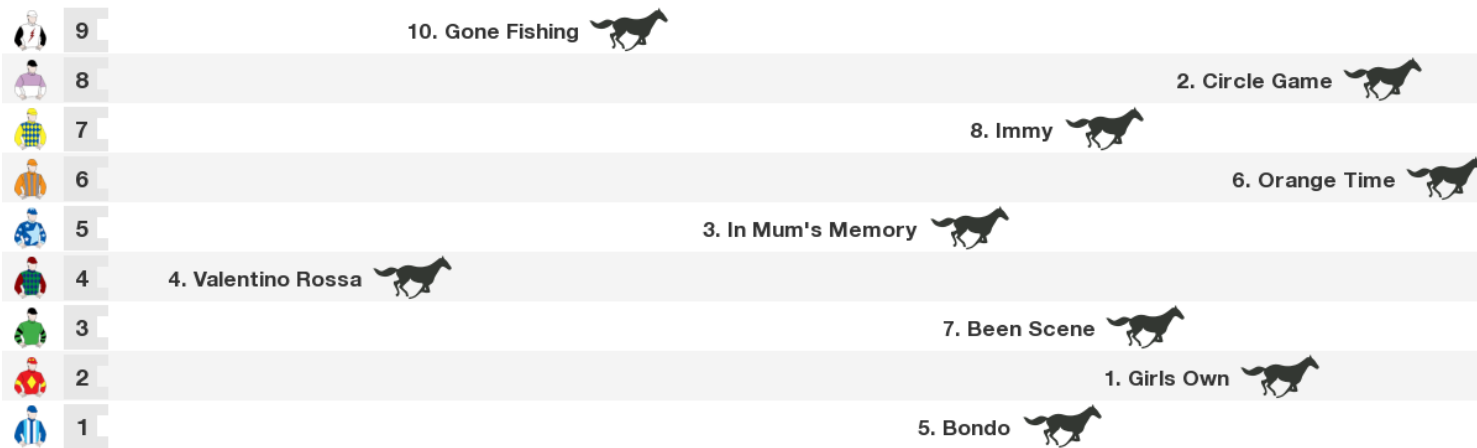 9 10. Gone Fishing
8 2. Circle Game
7 8. Immy
6 6. Orange Time
5 3. In Mum's Memory
4 4. Valentino Rossa
3 7. Been Scene
2 1. Girls Own
1 5. Bondo